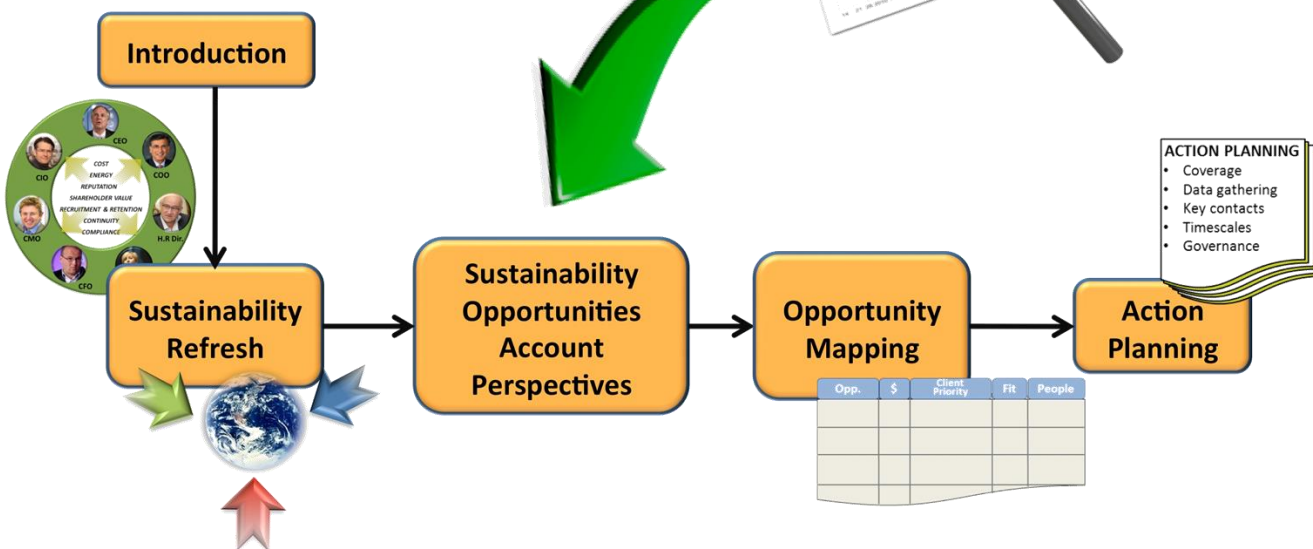 Introduction
CEO
CIO
COO
COST
ENERGY
REPUTATION
SHAREHOLDER VALUE
RECRUITMENT & RETENTION
CONTINUITY
COMPLIANCE
CMO
H.R Dir.
CFO
Sustainability
Refresh
Sustainability
Opportunities
Account
Perspectives
Opportunity
Mapping
Opp. $ Client Priority Fit People
ACTION PLANNING
• Coverage
• Data gathering
• Key contacts
• Timescales
• Governance
Action
Planning